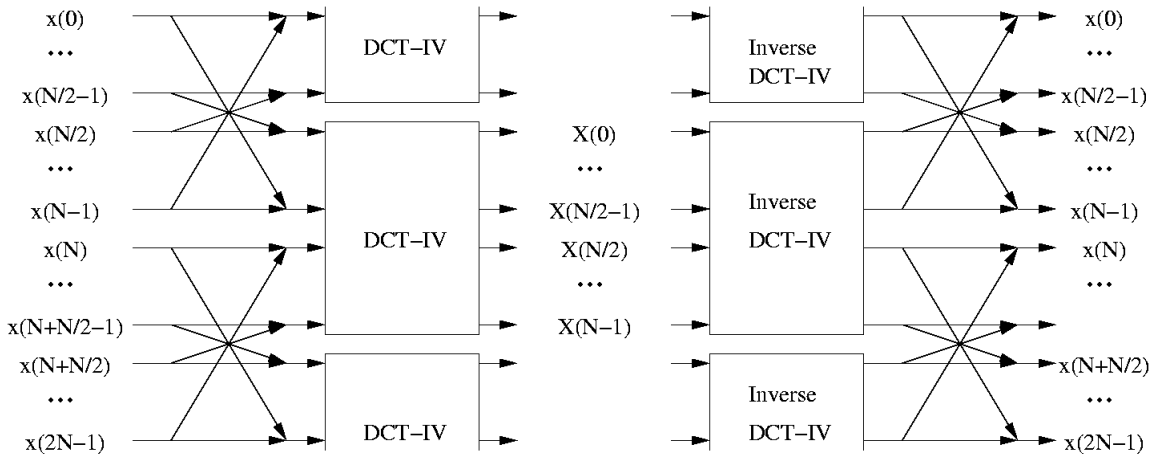 x(0)
...
x(N/2−1)
x(N/2)
...
x(N−1)
x(N)
...
x(N+N/2−1)
x(N+N/2)
...
x(2N−1)
DCT−IV
DCT−IV
DCT−IV
X(0)
...
X(N/2−1)
X(N/2)
...
X(N−1)
Inverse
DCT−IV
Inverse
DCT−IV
Inverse
DCT−IV
x(0)
...
x(N/2−1)
x(N/2)
...
x(N−1)
x(N)
...
x(N+N/2)
...
x(2N−1)